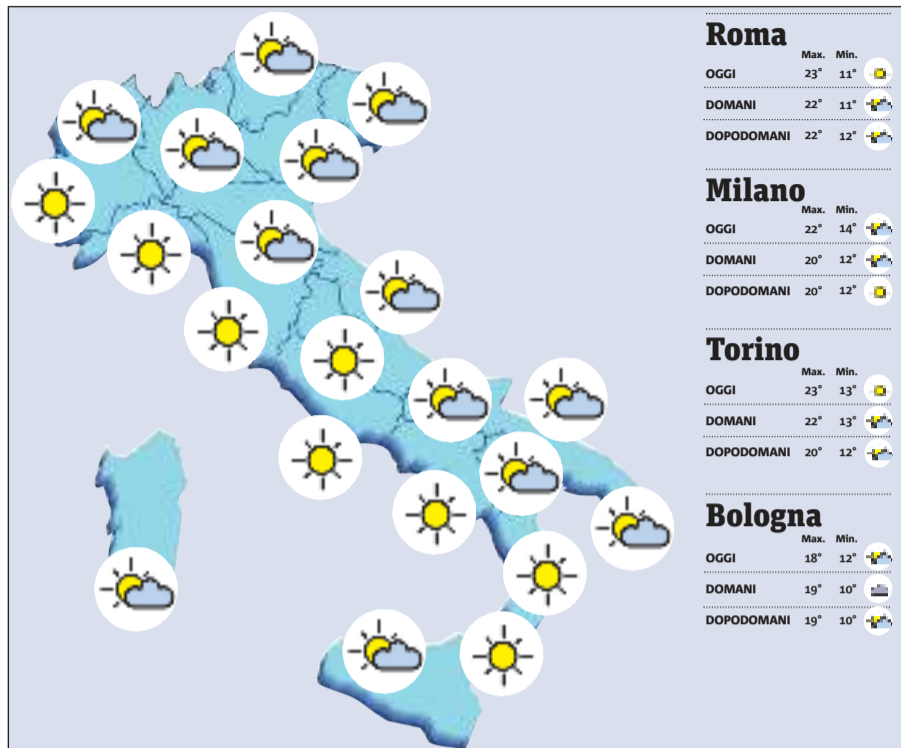 Roma
Max. Min.
OGGI 23° 11°
DOMANI 22° 11°
DOPODOMANI 22° 12°
Milano
Max. Min.
OGGI 22° 14°
DOMANI 20° 12°
DOPODOMANI 20° 12°
Torino
Max. Min.
OGGI 23° 13°
DOMANI 22° 13°
DOPODOMANI 20° 12°
Bologna
Max. Min.
OGGI 18° 12°
DOMANI 19° 10°
DOPODOMANI 19° 10°